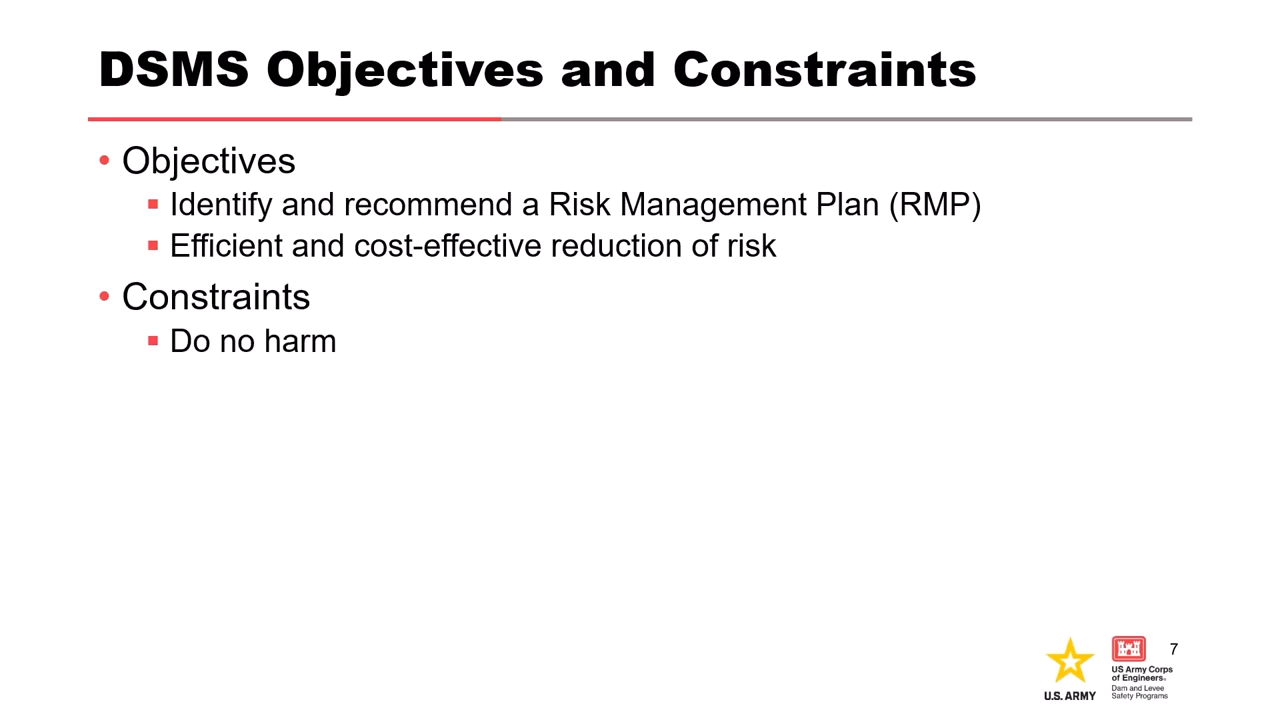 DSMS Objectives and Constraints
• Objectives
▪ Identify and recommend a Risk Management Plan (RMP)
▪ Efficient and cost-effective reduction of risk
• Constraints
▪ Do no harm
7
U.S. ARMY
US Army Corps
of Engineers®
Dam and Levee
Safety Programs